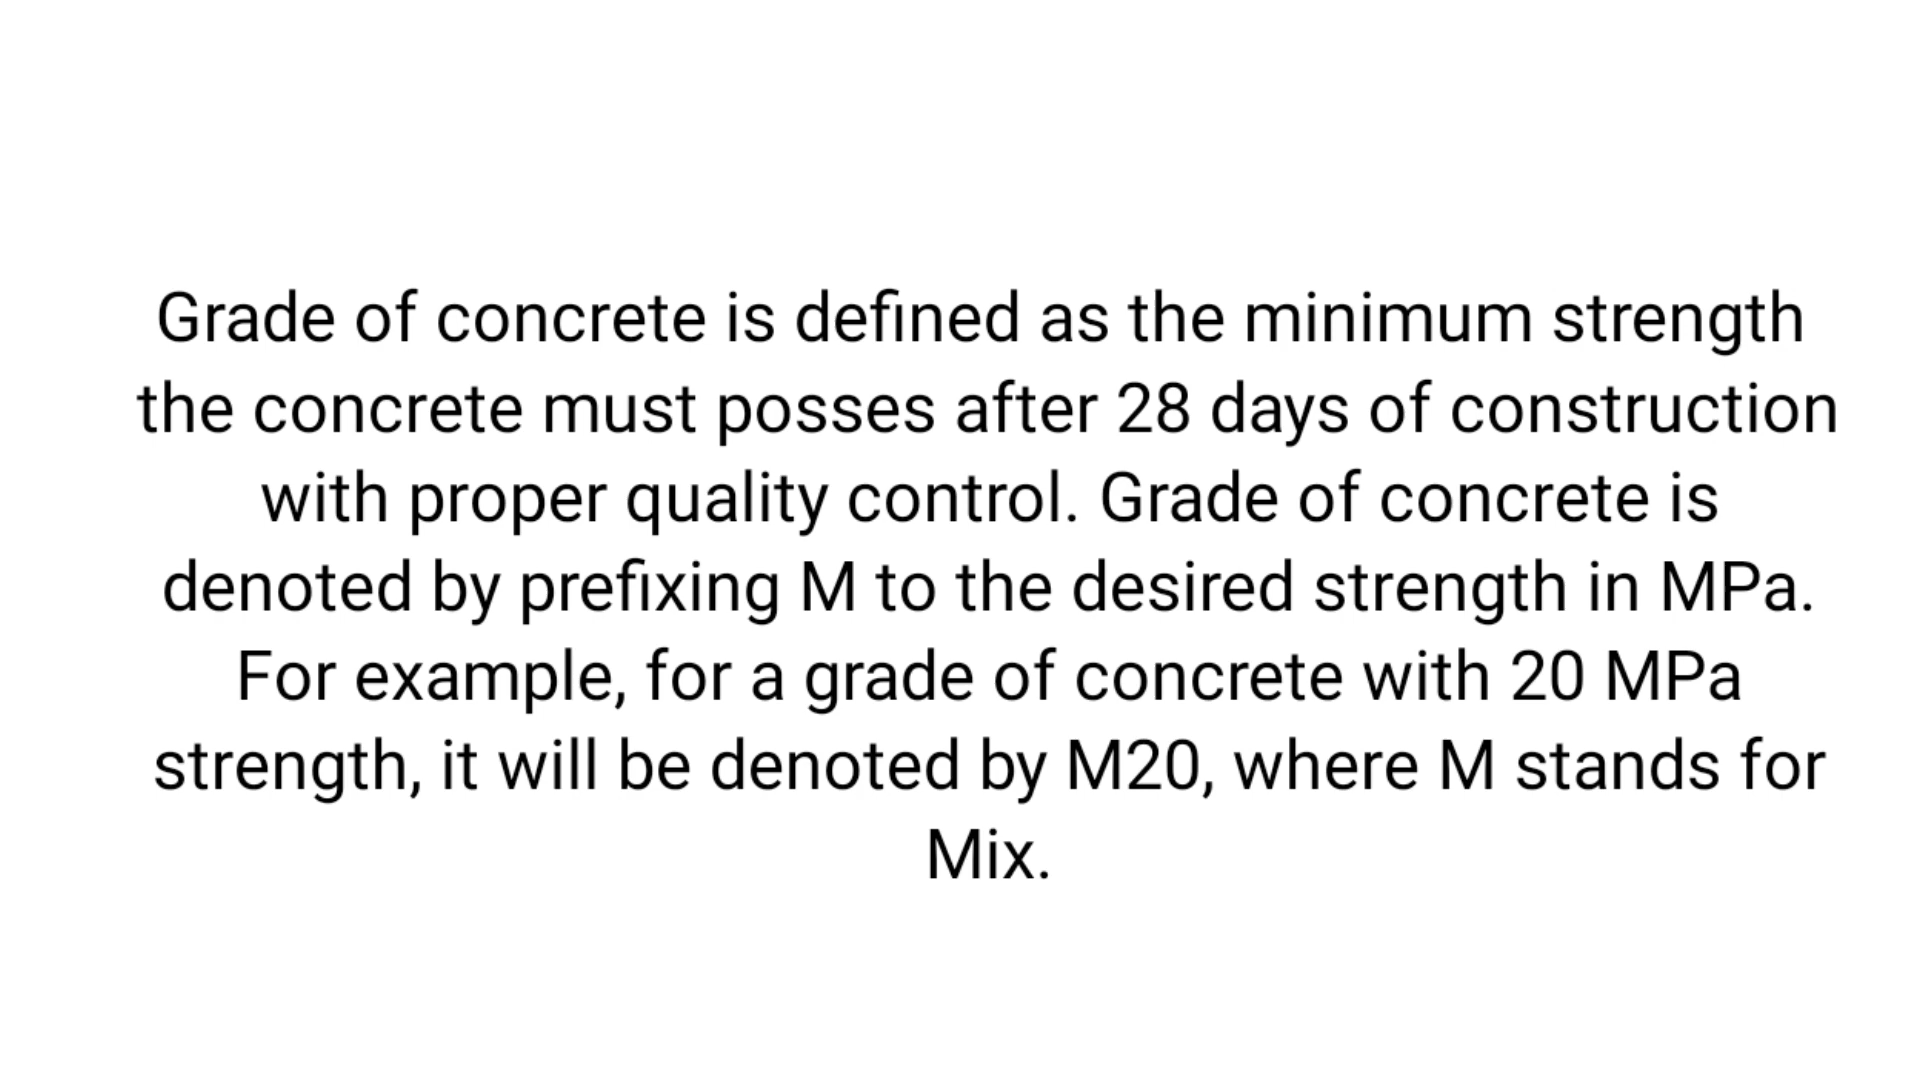 Grade of concrete is defined as the minimum strength
the concrete must posses after 28 days of construction
with proper quality control. Grade of concrete is
denoted by prefixing M to the desired strength in MPa.
For example, for a grade of concrete with 20 MPa
strength, it will be denoted by M20, where M stands for
Mix.